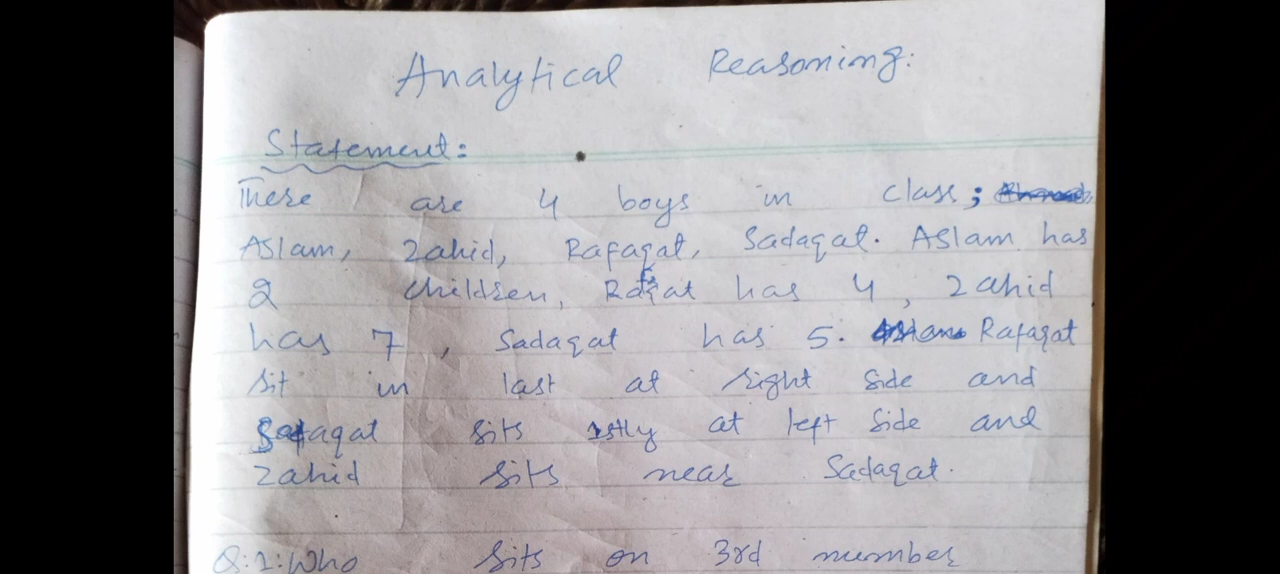 Analytical Reasoning:
Statement:
There are 4 boys in class;
Aslam, Zahid, Rafaqat, Sadaqat. Aslam has
2 children, Rafaqat has 4, Zahid
has 7, Sadaqat has 5. Rafaqat
sit in last at right side and
sits 1stly at left side and
Zahid sits near Sadaqat.
Q:1: Who sits on 3rd number